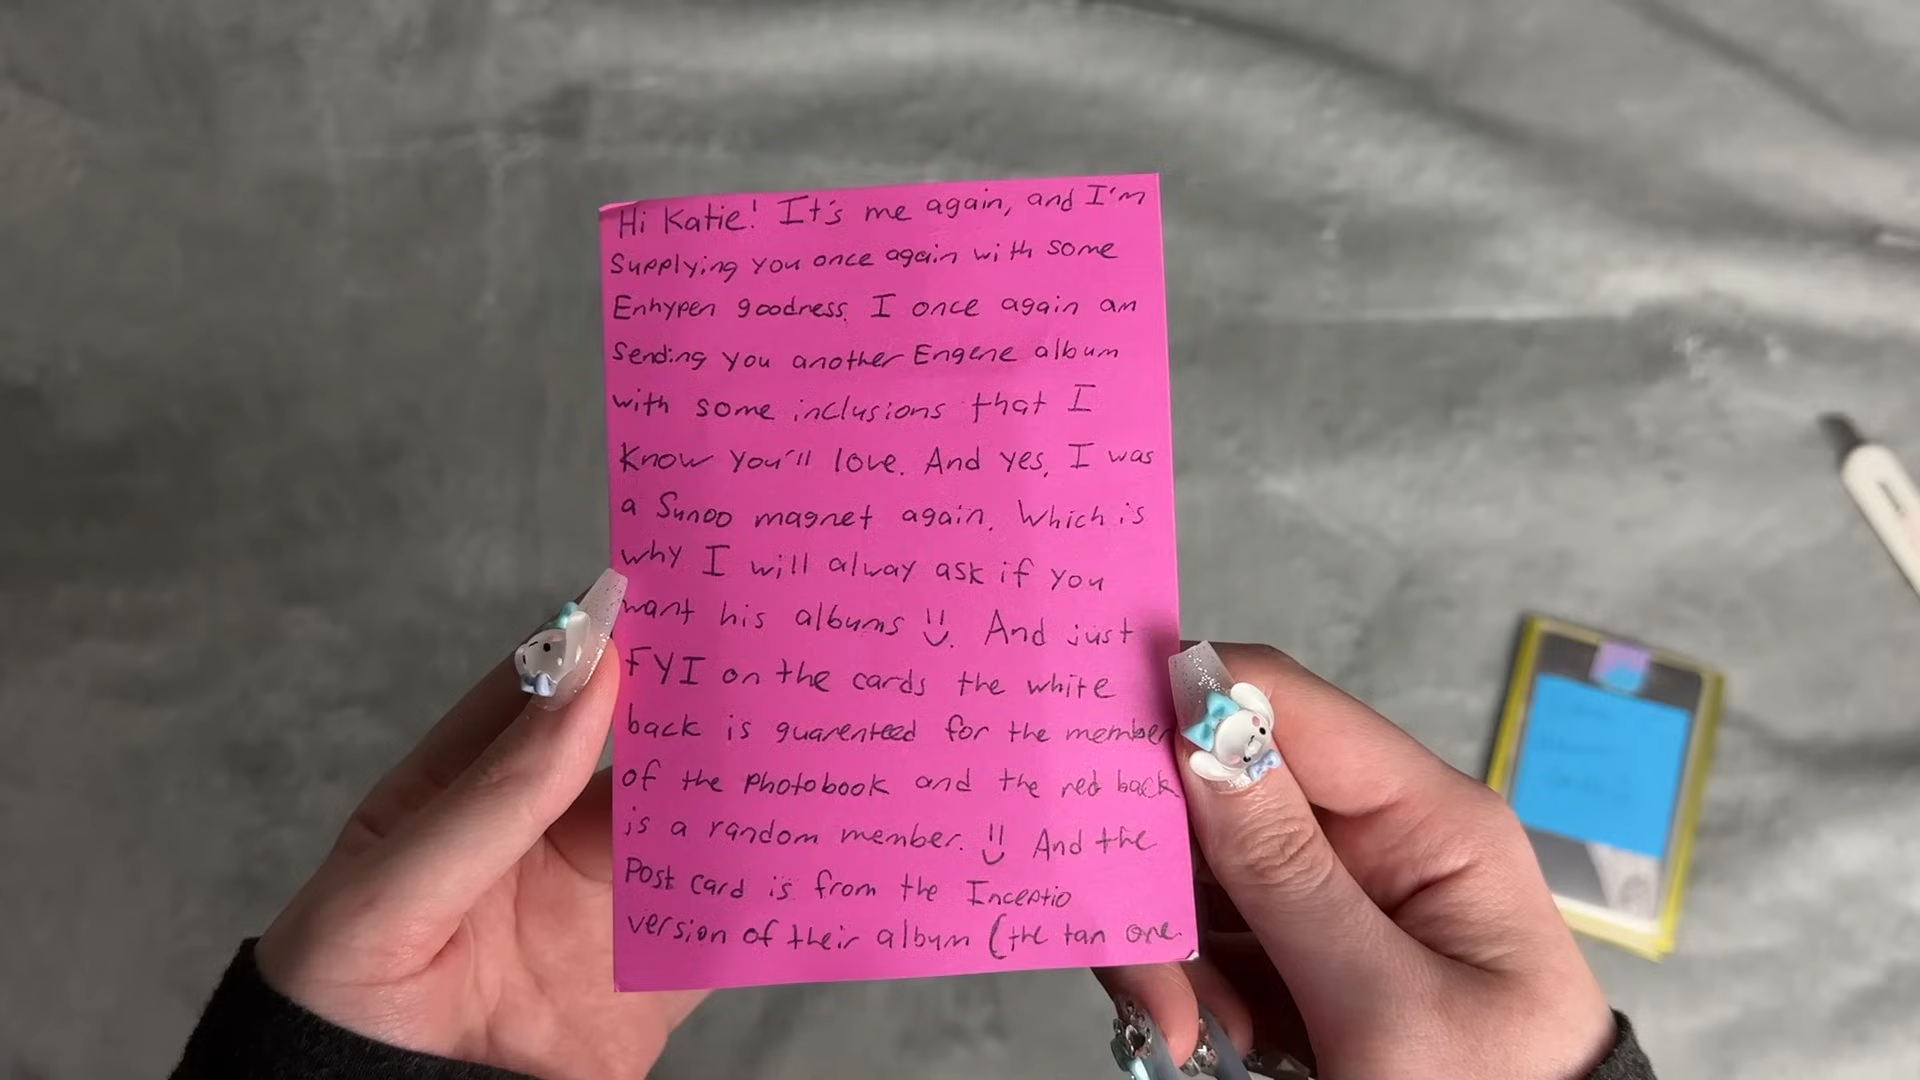 Hi Katie! It's me again, and I'm
Supplying you once again with some
Enhypen goodness. I once again am
Sending you another Engene album
with some inclusions that I
Know you'll love. And yes, I was
a Sunoo magnet again. Which is
why I will alway ask if you
want his albums !! And just
FYI on the cards the white
back is guarenteed for the member
of the Photobook and the red back
is a random member. !! And the
Post card is from the Inceptio
version of their album (the tan one.